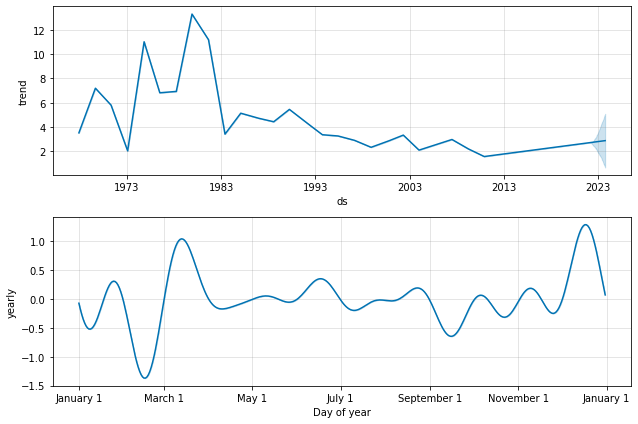 12
10
8
6
4
2
trend
1973 1983 1993 2003 2013 2023
ds
1.0
0.5
0.0
−0.5
−1.0
−1.5
yearly
January 1 March 1 May 1 July 1 September 1 November 1 January 1
Day of year